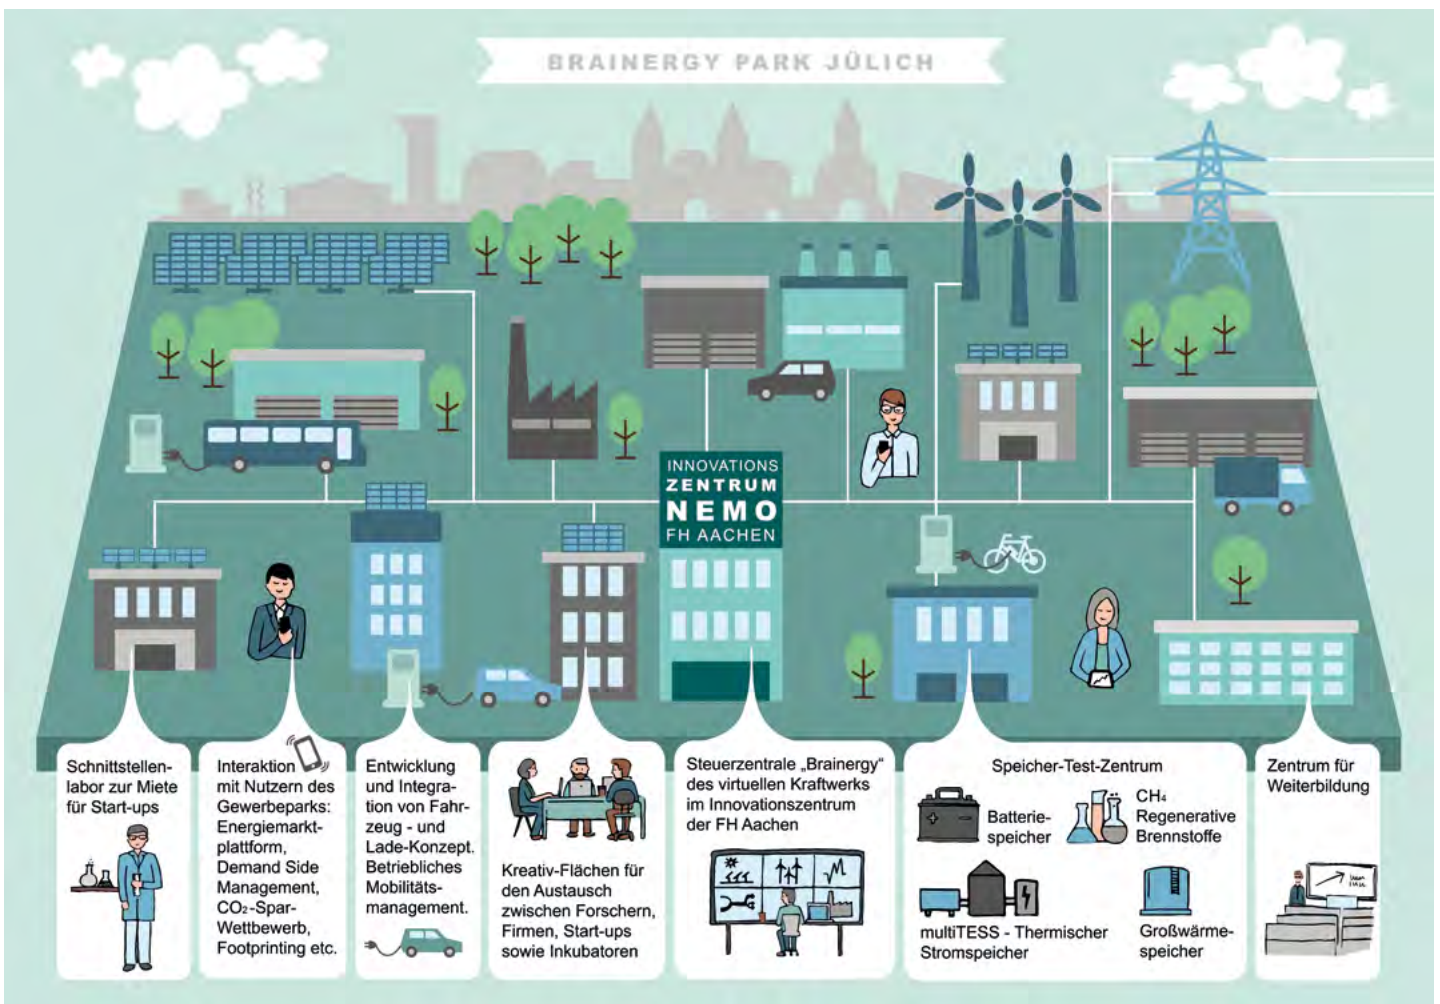 BRAINERGY PARK JÜLICH
INNOVATIONS
ZENTRUM
NEMO
FH AACHEN
Schnittstellen-
labor zur Miete
für Start-ups
Interaktion
mit Nutzern des
Gewerbeparks:
Energiemarkt-
plattform,
Demand Side
Management,
CO₂-Spar-
Wettbewerb,
Footprinting etc.
Entwicklung
und Integra-
tion von Fahr-
zeug - und
Lade-Konzept.
Betriebliches
Mobilitäts-
management.
Kreativ-Flächen für
den Austausch
zwischen Forschern,
Firmen, Start-ups
sowie Inkubatoren
Steuerzentrale „Brainergy“
des virtuellen Kraftwerks
im Innovationszentrum
der FH Aachen
Speicher-Test-Zentrum
Batterie-
speicher
CH₄
Regenerative
Brennstoffe
multiTESS - Thermischer
Stromspeicher
Großwärme-
speicher
Zentrum für
Weiterbildung